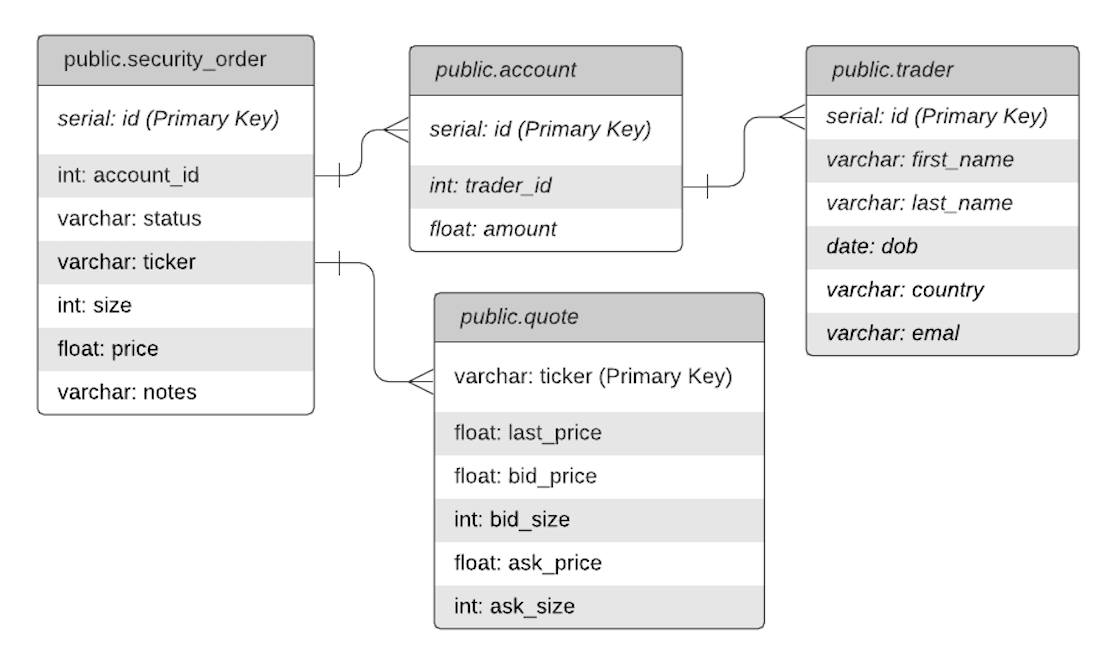 public.security_order
serial: id (Primary Key)
int: account_id
varchar: status
varchar: ticker
int: size
float: price
varchar: notes
public.account
serial: id (Primary Key)
int: trader_id
float: amount
public.trader
serial: id (Primary Key)
varchar: first_name
varchar: last_name
date: dob
varchar: country
varchar: emal
public.quote
varchar: ticker (Primary Key)
float: last_price
float: bid_price
int: bid_size
float: ask_price
int: ask_size